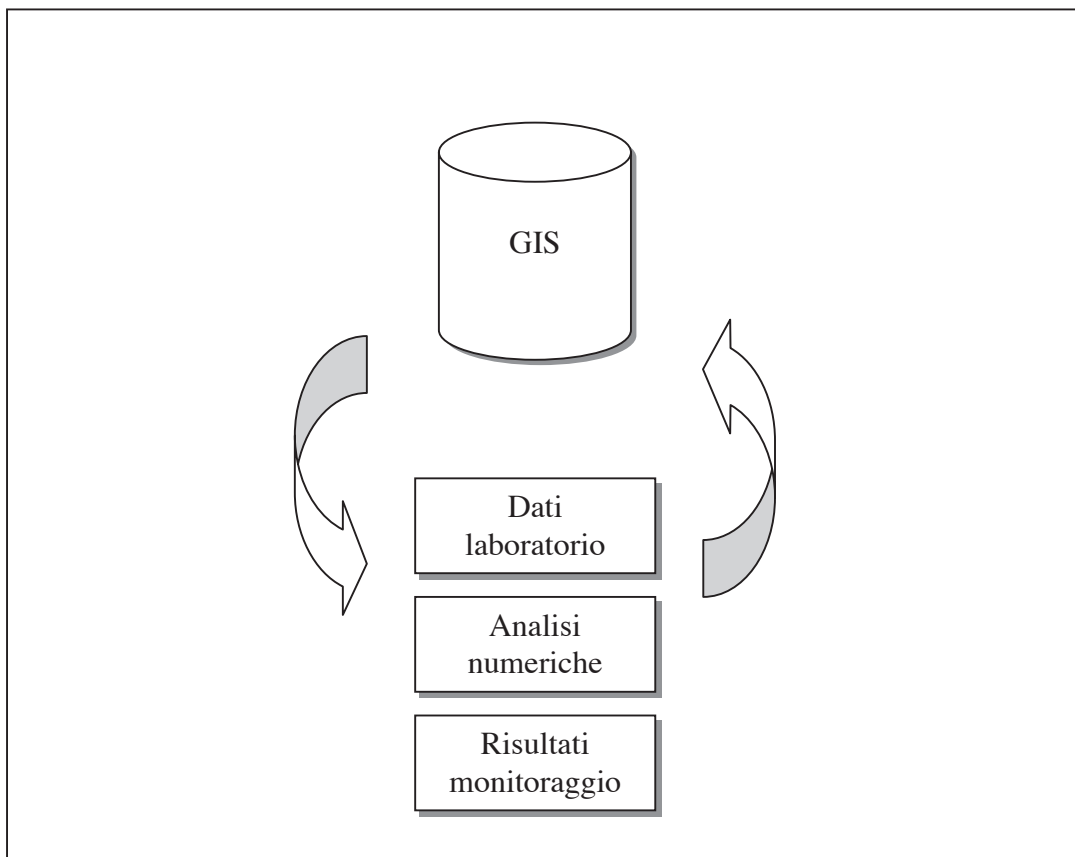 GIS
Dati
laboratorio
Analisi
numeriche
Risultati
monitoraggio